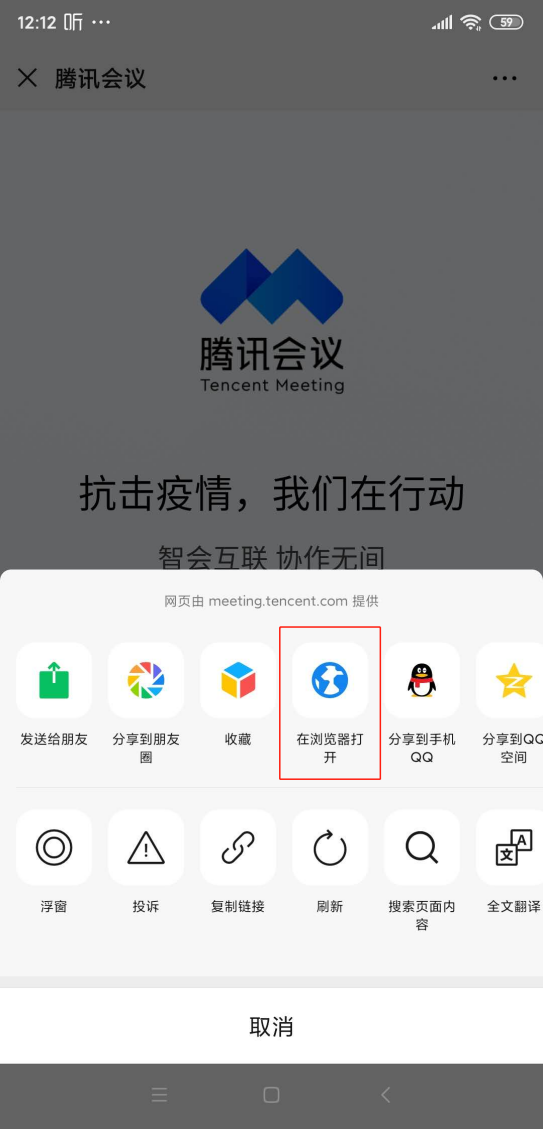 12:12 听 ···
59
腾讯会议
腾讯会议
Tencent Meeting
抗击疫情，我们在行动
智会互联 协作无间
网页由 meeting.tencent.com 提供
发送给朋友
分享到朋友
圈
收藏
在浏览器打
开
分享到手机
QQ
分享到QQ
空间
浮窗
投诉
复制链接
刷新
搜索页面内
容
文A
全文翻译
取消